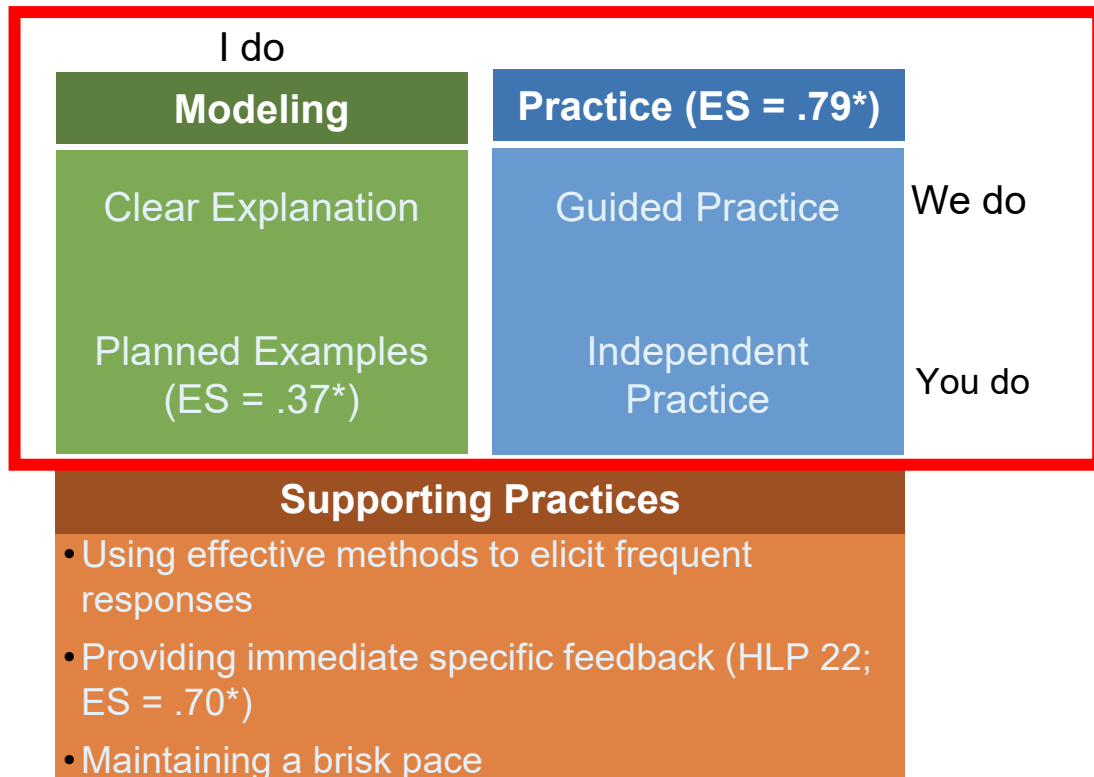 I do
Modeling
Clear Explanation
Planned Examples
(ES = .37*)
Practice (ES = .79*)
Guided Practice
We do
Independent
Practice
You do
Supporting Practices
• Using effective methods to elicit frequent
responses
• Providing immediate specific feedback (HLP 22;
ES = .70*)
• Maintaining a brisk pace